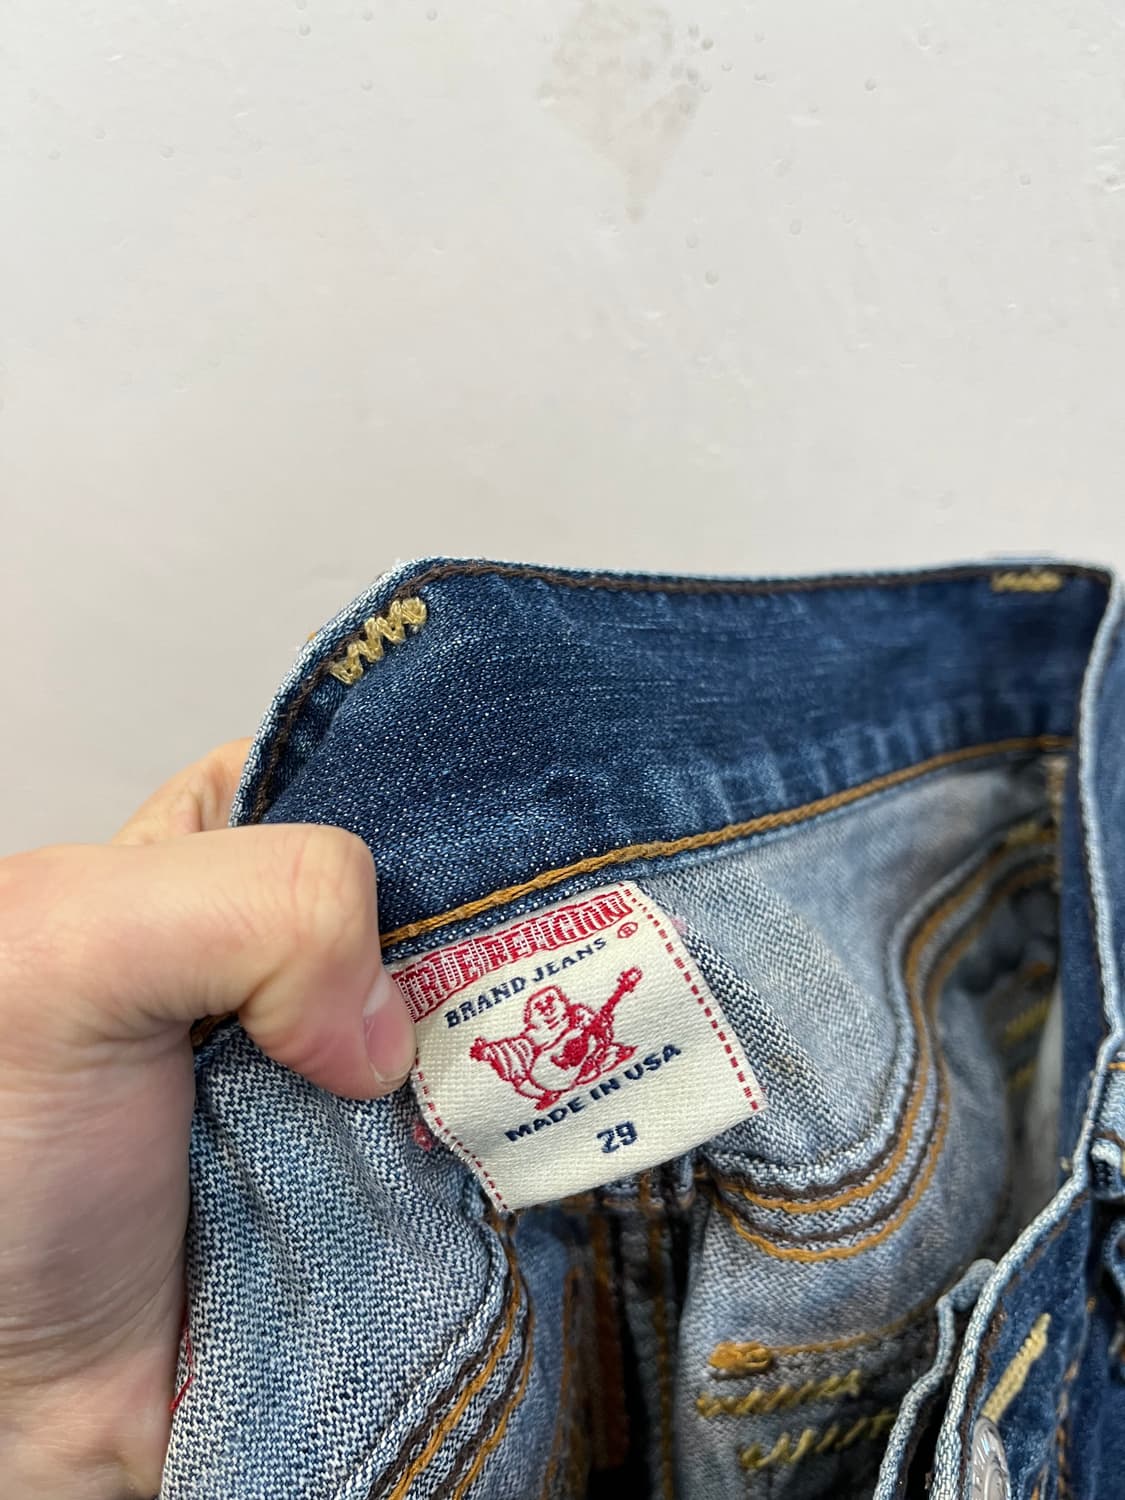 TRUE RELIGION ®
BRAND JEANS
MADE IN USA
29